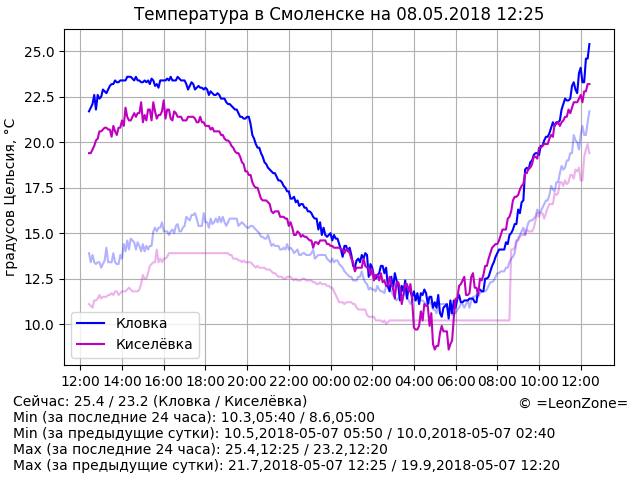 Температура в Смоленске на 08.05.2018 12:25
градусов Цельсия, °C
25.0
22.5
20.0
17.5
15.0
12.5
10.0
Кловка
Киселёвка
12:00 14:00 16:00 18:00 20:00 22:00 00:00 02:00 04:00 06:00 08:00 10:00 12:00
Сейчас: 25.4 / 23.2 (Кловка / Киселёвка)
© =LeonZone=
Min (за последние 24 часа): 10.3,05:40 / 8.6,05:00
Min (за предыдущие сутки): 10.5,2018-05-07 05:50 / 10.0,2018-05-07 02:40
Max (за последние 24 часа): 25.4,12:25 / 23.2,12:20
Max (за предыдущие сутки): 21.7,2018-05-07 12:25 / 19.9,2018-05-07 12:20